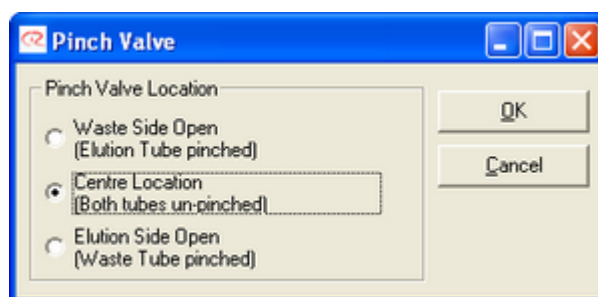 Pinch Valve
Pinch Valve Location
Waste Side Open
(Elution Tube pinched)
Centre Location
(Both tubes un-pinched)
Elution Side Open
(Waste Tube pinched)
OK
Cancel